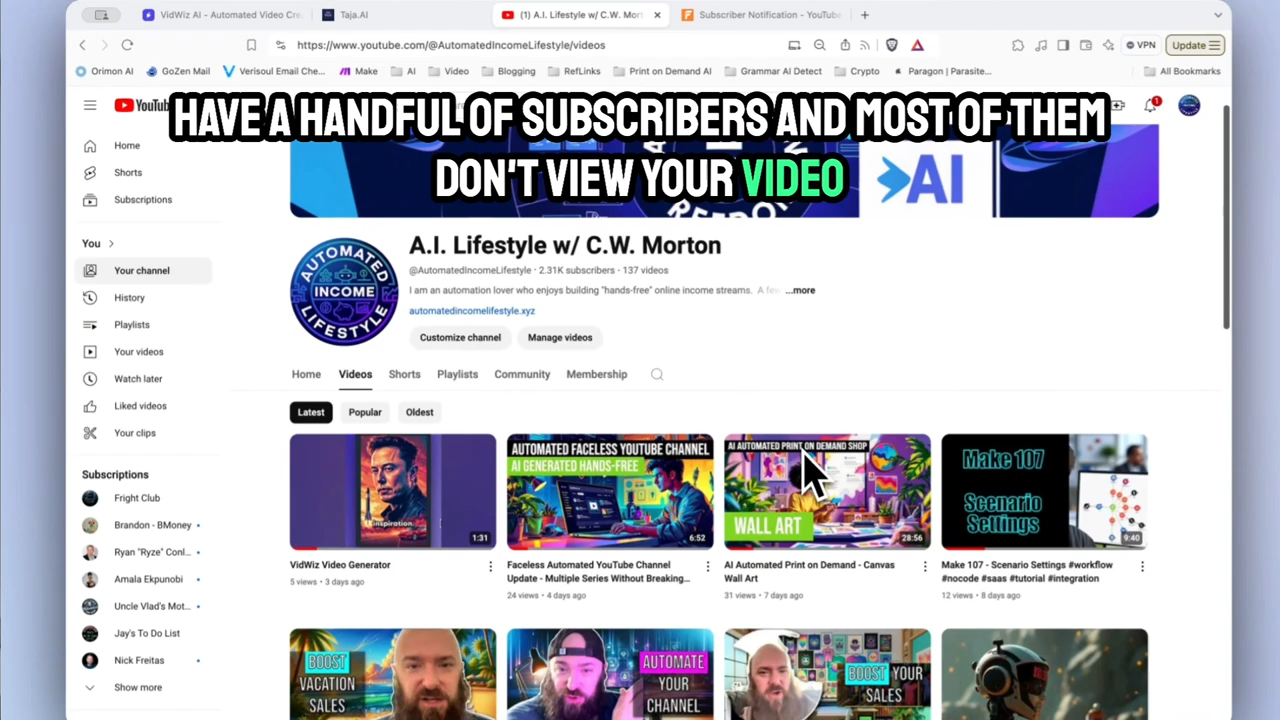 VidWiz AI - Automated Video Cre
Taja.AI
(1) A.I. Lifestyle w/ C.W. Mort
Subscriber Notification - YouTube
https://www.youtube.com/@AutomatedIncomeLifestyle/videos
VPN
Update
Orimon AI
GoZen Mail
Verisoul Email Che...
Make
AI
Video
Blogging
RefLinks
Print on Demand AI
Grammar AI Detect
Crypto
Paragon | Parasite...
All Bookmarks
YouTube
1
HAVE A HANDFUL OF SUBSCRIBERS AND MOST OF THEM
DON'T VIEW YOUR VIDEO
Home
Shorts
Subscriptions
You
Your channel
History
Playlists
Your videos
Watch later
Liked videos
Your clips
Subscriptions
Fright Club
Brandon - BMoney
Ryan "Ryze" Conl...
Amala Ekpunobi
Uncle Vlad's Mot...
Jay's To Do List
Nick Freitas
Show more
AI
AUTOMATED
INCOME
LIFESTYLE
A.I. Lifestyle w/ C.W. Morton
@AutomatedIncomeLifestyle · 2.31K subscribers · 137 videos
I am an automation lover who enjoys building "hands-free" online income streams. A few ...more
automatedincomelifestyle.xyz
Customize channel
Manage videos
Home
Videos
Shorts
Playlists
Community
Membership
Latest
Popular
Oldest
inspiration.
1:31
VidWiz Video Generator
5 views · 3 days ago
AUTOMATED FACELESS YOUTUBE CHANNEL
AI GENERATED HANDS-FREE
6:52
Faceless Automated YouTube Channel
Update - Multiple Series Without Breaking...
24 views · 4 days ago
AI AUTOMATED PRINT ON DEMAND SHOP
WALL ART
28:56
AI Automated Print on Demand - Canvas
Wall Art
31 views · 7 days ago
Make 107
Scenario
Settings
9:40
Make 107 - Scenario Settings #workflow
#nocode #saas #tutorial #integration
12 views · 8 days ago
BOOST
VACATION
SALES
AUTOMATE
YOUR
CHANNEL
BOOST YOUR
SALES